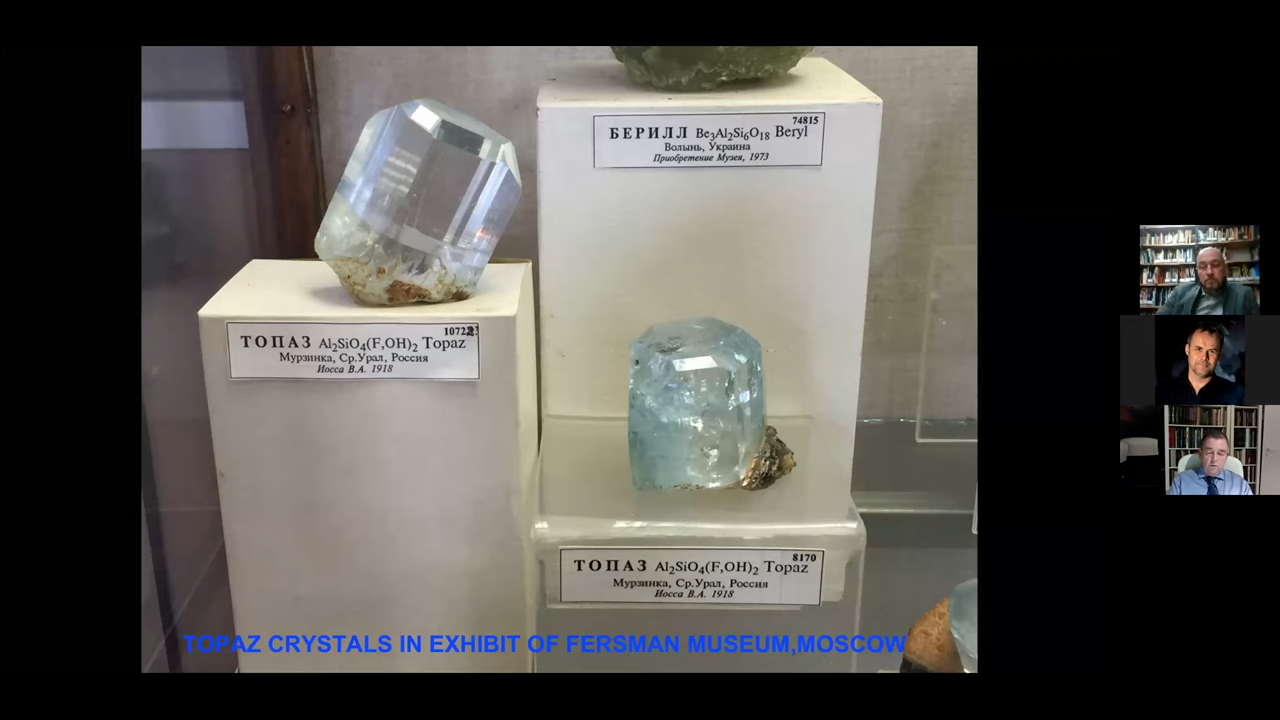 74815
БЕРИЛЛ Be₃Al₂Si₆O₁₈ Beryl
Волынь, Украина
Приобретение Музея, 1973
ТОПАЗ Al₂SiO₄(F,OH)₂ Topaz
Мурзинка, Ср.Урал, Россия
Иосса В.А. 1918
8170
ТОПАЗ Al₂SiO₄(F,OH)₂ Topaz
Мурзинка, Ср.Урал, Россия
Иосса В.А. 1918
TOPAZ CRYSTALS IN EXHIBIT OF FERSMAN MUSEUM,MOSCOW